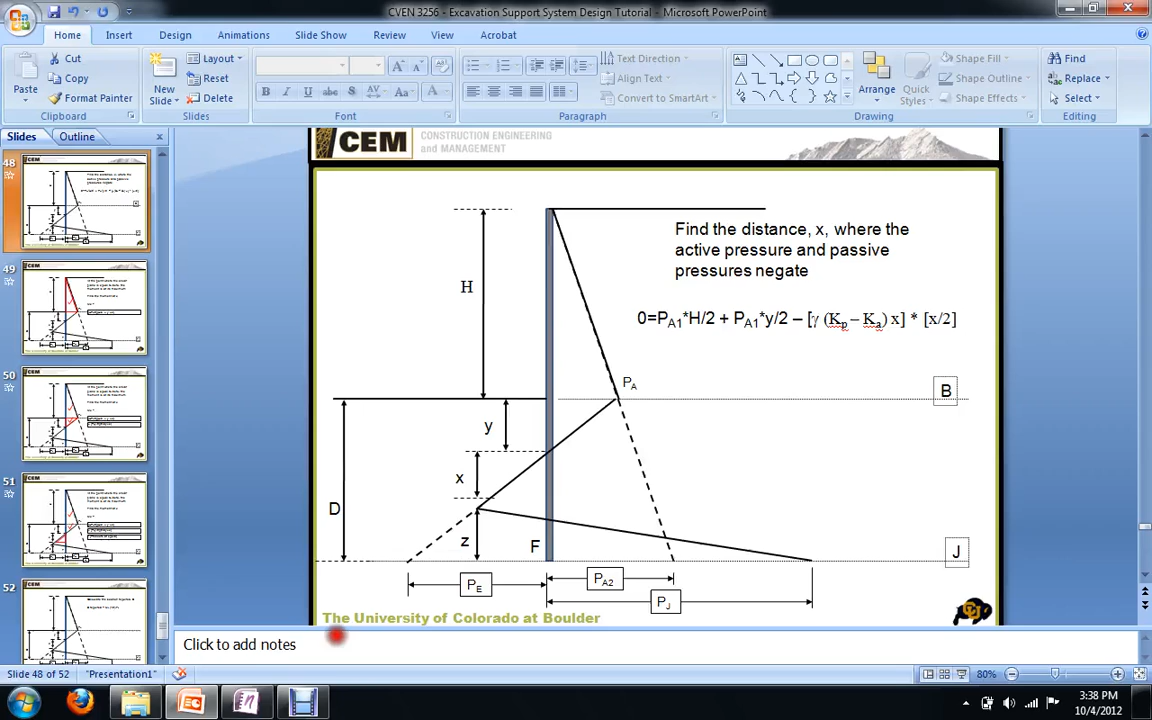 CVEN 3256 - Excavation Support System Design Tutorial - Microsoft PowerPoint
Home Insert Design Animations Slide Show Review View Acrobat
Cut
Copy
Format Painter
Paste
Clipboard
New
Slide
Layout
Reset
Delete
Slides
Font
Text Direction
Align Text
Convert to SmartArt
Paragraph
Arrange
Quick
Styles
Shape Fill
Shape Outline
Shape Effects
Drawing
Find
Replace
Select
Editing
Slides Outline
48
49
50
51
52
CEM CONSTRUCTION ENGINEERING
and MANAGEMENT
Find the distance, x, where the
active pressure and passive
pressures negate
0=PA1*H/2 + PA1*y/2 – [γ (Kp – Ka) x] * [x/2]
H
PA
B
y
x
D
z
F
J
PE
PA2
PJ
The University of Colorado at Boulder
CU
Click to add notes
Slide 48 of 52 "Presentation1" 80%
3:38 PM
10/4/2012